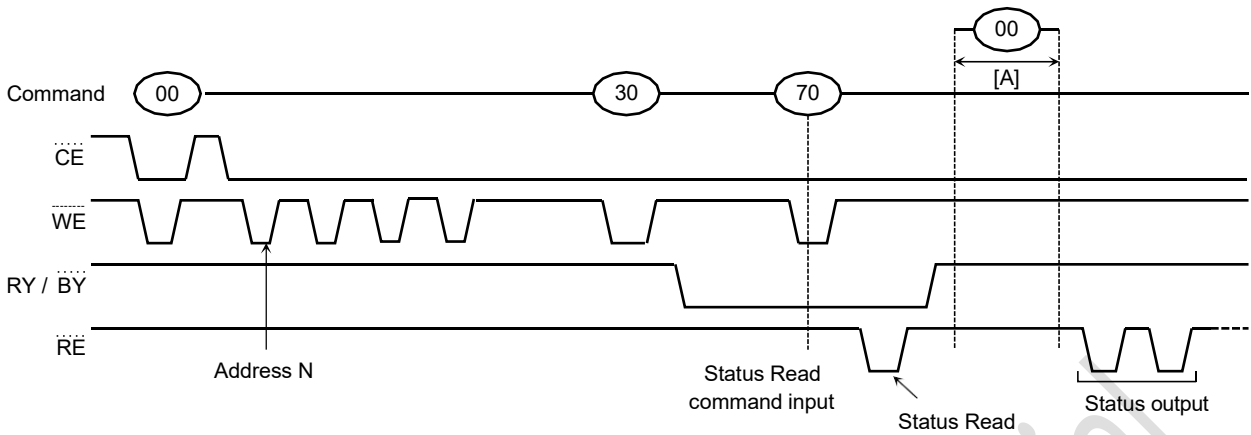 00
[A]
Command 00 30 70
CE
WE
RY / BY
RE
Address N
Status Read
command input
Status Read
Status output